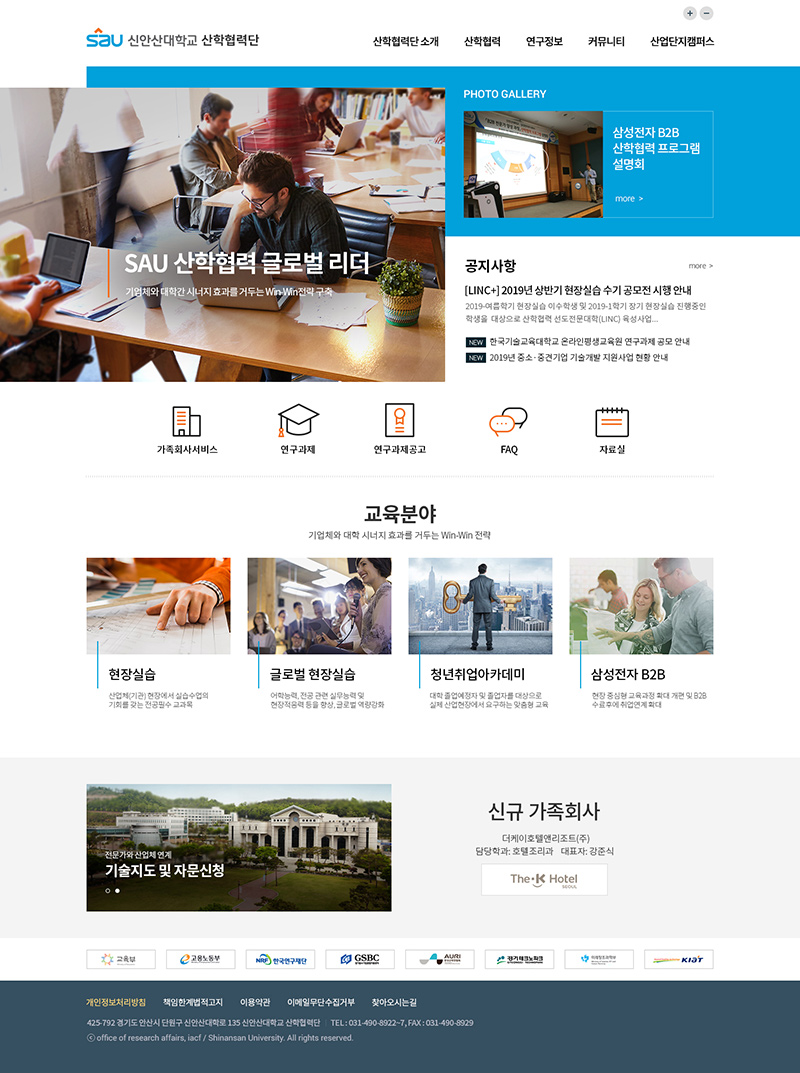 sau 신안산대학교 산학협력단
산학협력단 소개 산학협력 연구정보 커뮤니티 산업단지캠퍼스
PHOTO GALLERY
삼성전자 B2B
산학협력 프로그램
설명회
more >
SAU 산학협력 글로벌 리더
기업체와 대학간 시너지 효과를 거두는 Win-Win전략 구축
공지사항
more >
[LINC+] 2019년 상반기 현장실습 수기 공모전 시행 안내
2019-여름학기 현장실습 이수학생 및 2019-1학기 장기 현장실습 진행중인
학생을 대상으로 산학협력 선도전문대학(LINC) 육성사업...
NEW 한국기술교육대학교 온라인평생교육원 연구과제 공모 안내
NEW 2019년 중소·중견기업 기술개발 지원사업 현황 안내
가족회사서비스 연구과제 연구과제공고 FAQ 자료실
교육분야
기업체와 대학 시너지 효과를 거두는 Win-Win 전략
현장실습
산업체(기관) 현장에서 실습수업의
기회를 갖는 전공필수 교과목
글로벌 현장실습
어학능력, 전공 관련 실무능력 및
현장적응력 등을 향상, 글로벌 역량강화
청년취업아카데미
대학 졸업예정자 및 졸업자를 대상으로
실제 산업현장에서 요구하는 맞춤형 교육
삼성전자 B2B
현장 중심형 교육과정 확대 개편 및 B2B
수료후에 취업연계 확대
전문가와 산업체 연계
기술지도 및 자문신청
신규 가족회사
더케이호텔앤리조트(주)
담당학과: 호텔조리과 대표자: 강준식
The·K Hotel
SEOUL
교육부 고용노동부 NRF 한국연구재단 GSBC AURI 경기테크노파크 KIAT
개인정보처리방침 책임한계법적고지 이용약관 이메일무단수집거부 찾아오시는길
425-792 경기도 안산시 단원구 신안산대학로 135 신안산대학교 산학협력단 | TEL : 031-490-8922~7, FAX : 031-490-8929
ⓒ office of research affairs, iacf / Shinansan University. All rights reserved.